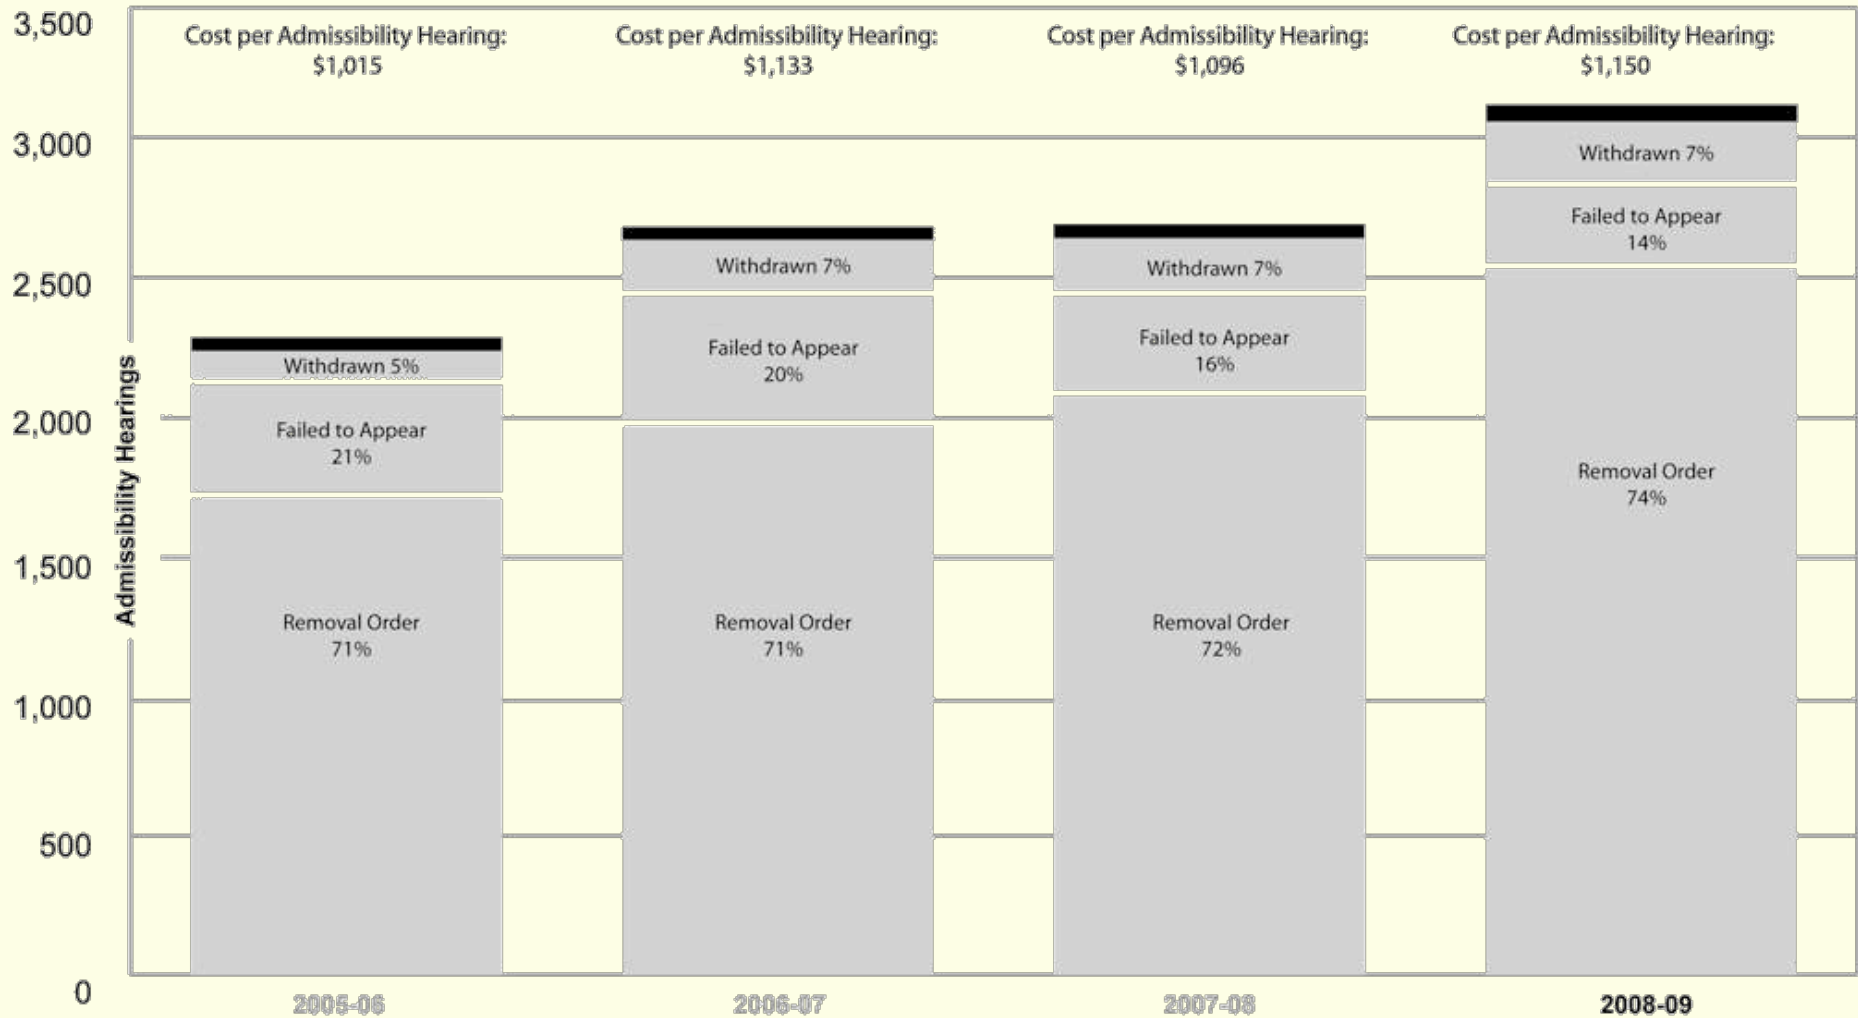 3,500
Cost per Admissibility Hearing:
$1,015
Cost per Admissibility Hearing:
$1,133
Cost per Admissibility Hearing:
$1,096
Cost per Admissibility Hearing:
$1,150
3,000
2,500
2,000
1,500
1,000
500
0
Admissibility Hearings
Withdrawn 5%
Failed to Appear
21%
Removal Order
71%
Withdrawn 7%
Failed to Appear
20%
Removal Order
71%
Withdrawn 7%
Failed to Appear
16%
Removal Order
72%
Withdrawn 7%
Failed to Appear
14%
Removal Order
74%
2005-06
2006-07
2007-08
2008-09